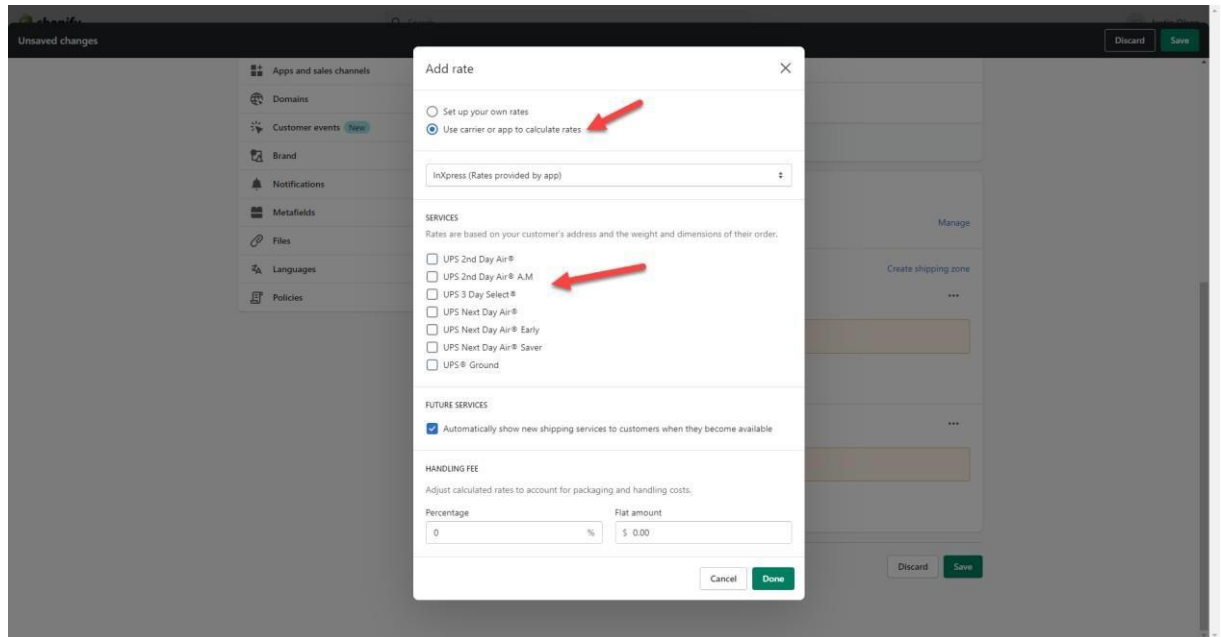 shopify
Unsaved changes
Discard
Save
Apps and sales channels
Domains
Customer events New
Brand
Notifications
Metafields
Files
Languages
Policies
Add rate
Set up your own rates
Use carrier or app to calculate rates
InXpress (Rates provided by app)
SERVICES
Rates are based on your customer's address and the weight and dimensions of their order.
UPS 2nd Day Air®
UPS 2nd Day Air® A.M
UPS 3 Day Select®
UPS Next Day Air®
UPS Next Day Air® Early
UPS Next Day Air® Saver
UPS® Ground
FUTURE SERVICES
Automatically show new shipping services to customers when they become available
HANDLING FEE
Adjust calculated rates to account for packaging and handling costs.
Percentage
0 %
Flat amount
$ 0.00
Cancel
Done
Manage
Create shipping zone
Discard
Save